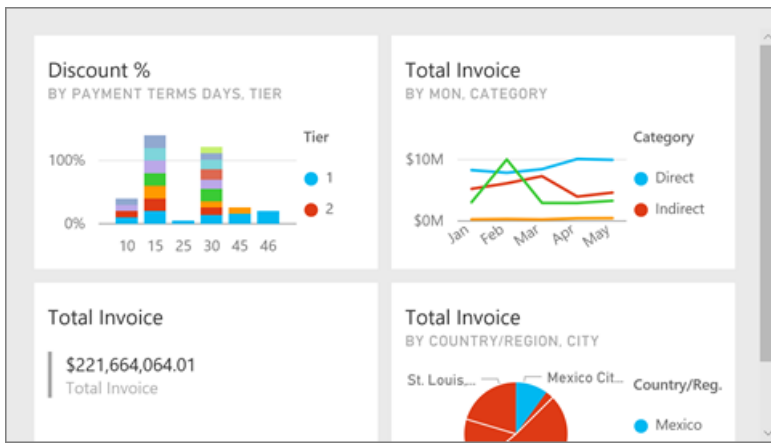 Discount %
BY PAYMENT TERMS DAYS, TIER
Tier
100%
1
2
0%
10 15 25 30 45 46
Total Invoice
BY MON, CATEGORY
Category
$10M
Direct
Indirect
$0M
Jan Feb Mar Apr May
Total Invoice
$221,664,064.01
Total Invoice
Total Invoice
BY COUNTRY/REGION, CITY
St. Louis,...
Mexico Cit...
Country/Reg.
Mexico